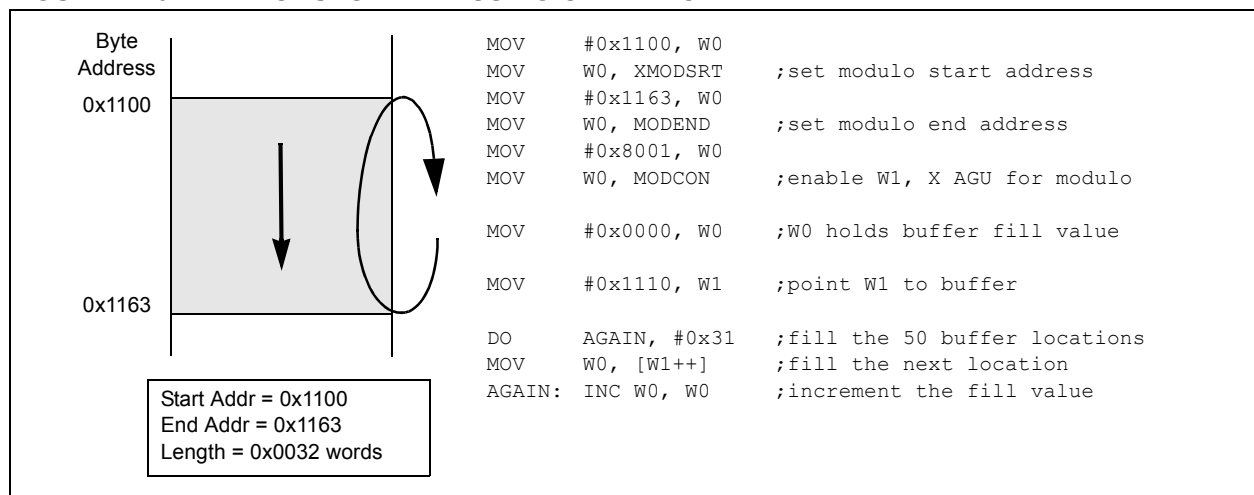 Byte
Address
0x1100
0x1163
Start Addr = 0x1100
End Addr = 0x1163
Length = 0x0032 words
MOV #0x1100, W0
MOV W0, XMODSRT ;set modulo start address
MOV #0x1163, W0
MOV W0, MODEND ;set modulo end address
MOV #0x8001, W0
MOV W0, MODCON ;enable W1, X AGU for modulo
MOV #0x0000, W0 ;W0 holds buffer fill value
MOV #0x1110, W1 ;point W1 to buffer
DO AGAIN, #0x31 ;fill the 50 buffer locations
MOV W0, [W1++] ;fill the next location
AGAIN: INC W0, W0 ;increment the fill value